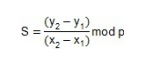 S = (y₂ – y₁) / (x₂ – x₁) mod p